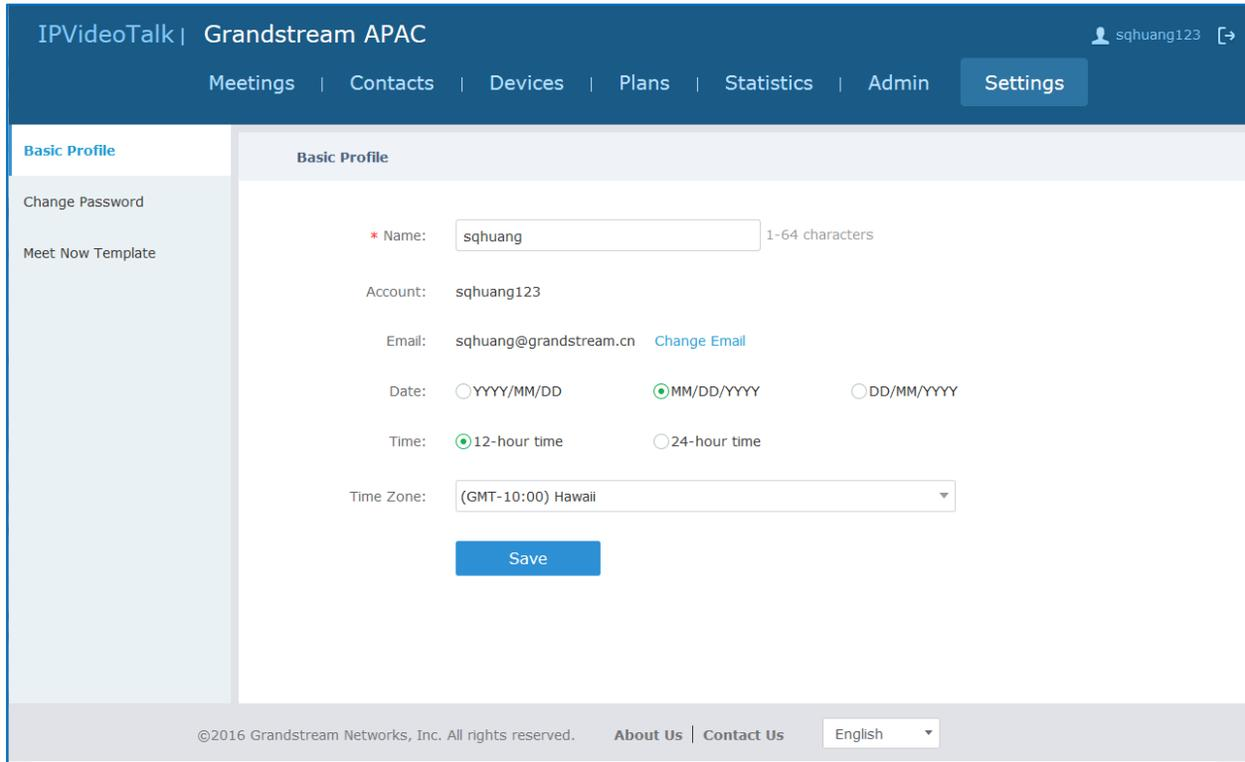 IPVideoTalk | Grandstream APAC
sqhuang123
Meetings | Contacts | Devices | Plans | Statistics | Admin Settings
Basic Profile
Change Password
Meet Now Template
Basic Profile
* Name: sqhuang 1-64 characters
Account: sqhuang123
Email: sqhuang@grandstream.cn Change Email
Date: YYYY/MM/DD MM/DD/YYYY DD/MM/YYYY
Time: 12-hour time 24-hour time
Time Zone: (GMT-10:00) Hawaii
Save
©2016 Grandstream Networks, Inc. All rights reserved. About Us | Contact Us English